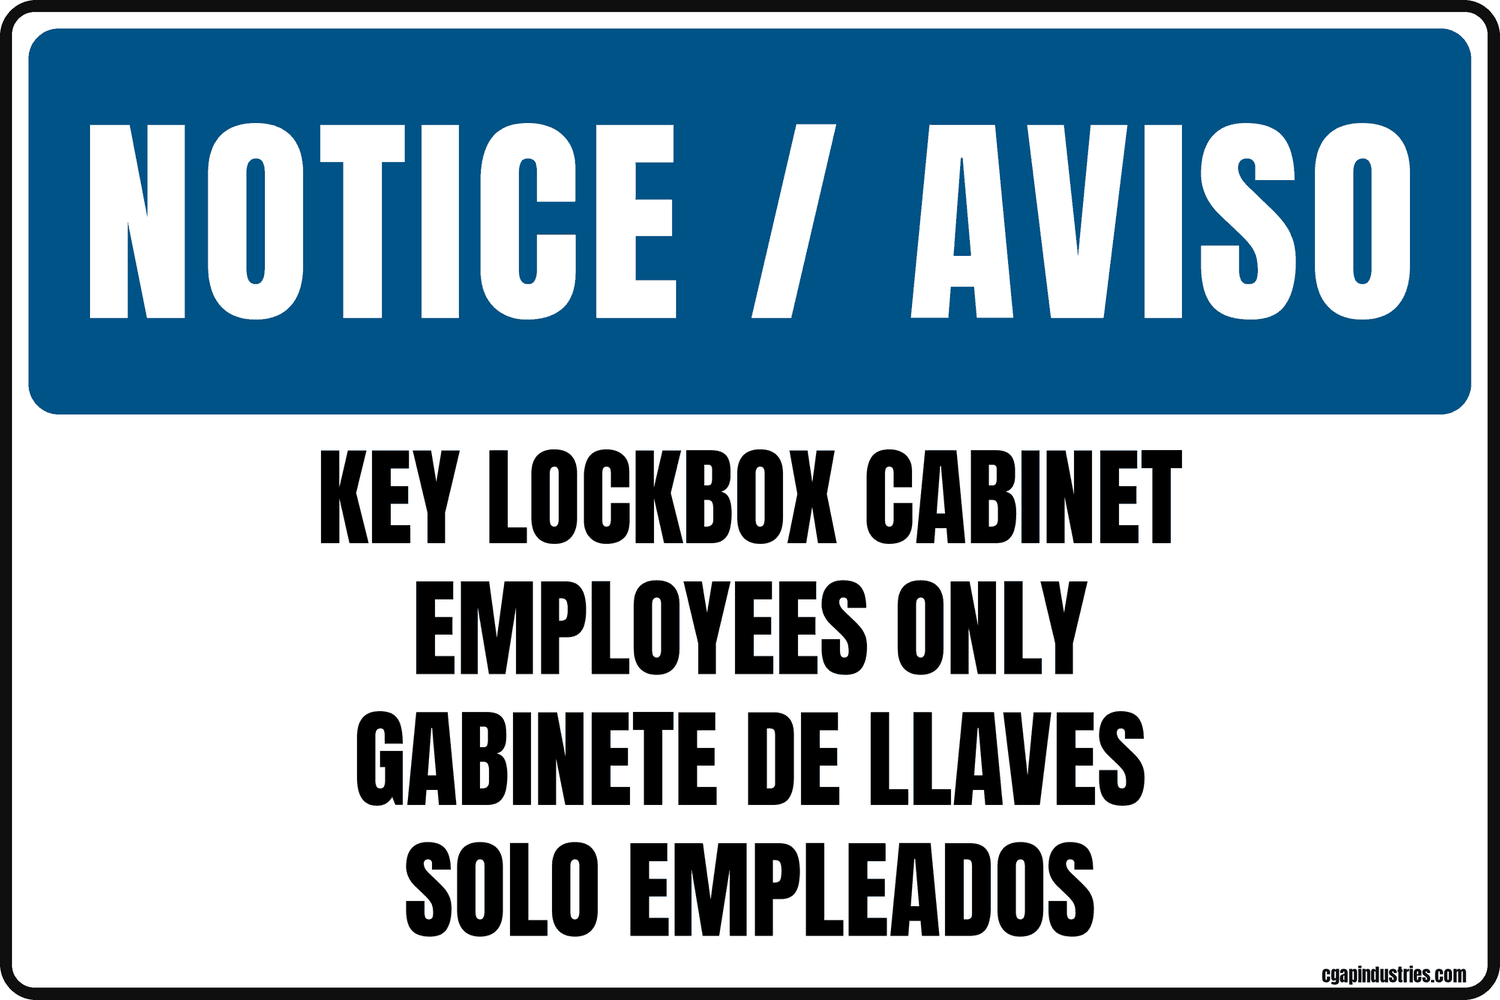 NOTICE / AVISO
KEY LOCKBOX CABINET
EMPLOYEES ONLY
GABINETE DE LLAVES
SOLO EMPLEADOS
cgapindustries.com